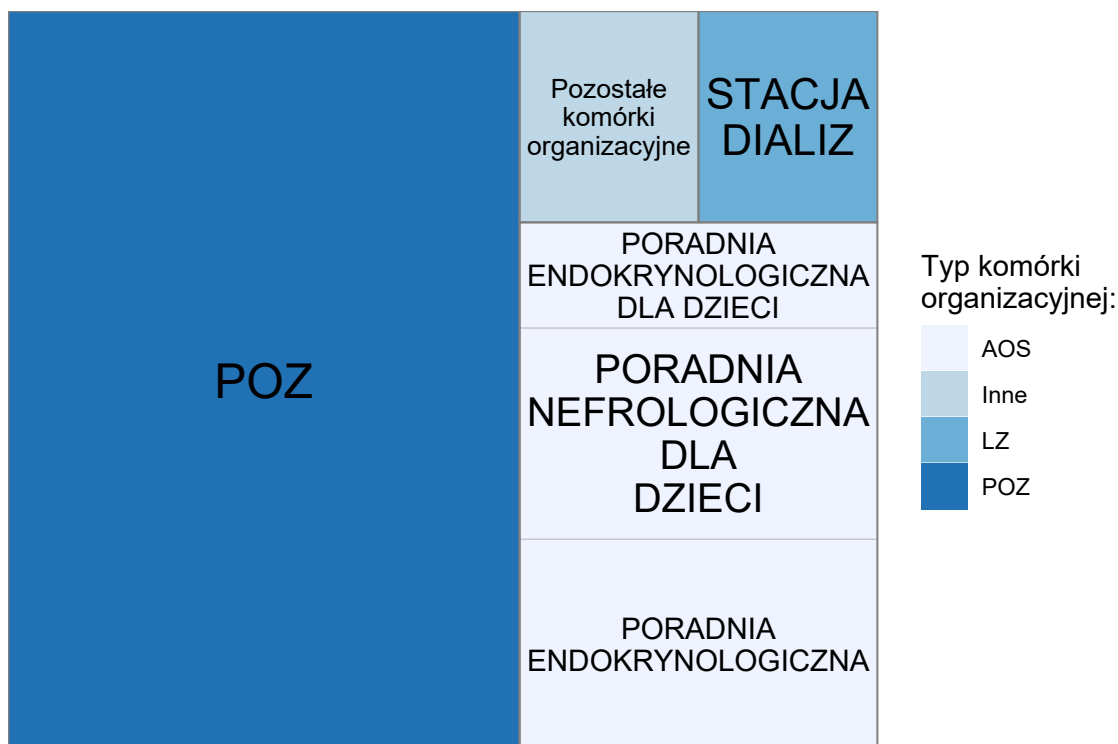 POZ
Pozostałe
komórki
organizacyjne
STACJA
DIALIZ
PORADNIA
ENDOKRYNOLOGICZNA
DLA DZIECI
PORADNIA
NEFROLOGICZNA
DLA
DZIECI
PORADNIA
ENDOKRYNOLOGICZNA
Typ komórki
organizacyjnej:
AOS
Inne
LZ
POZ